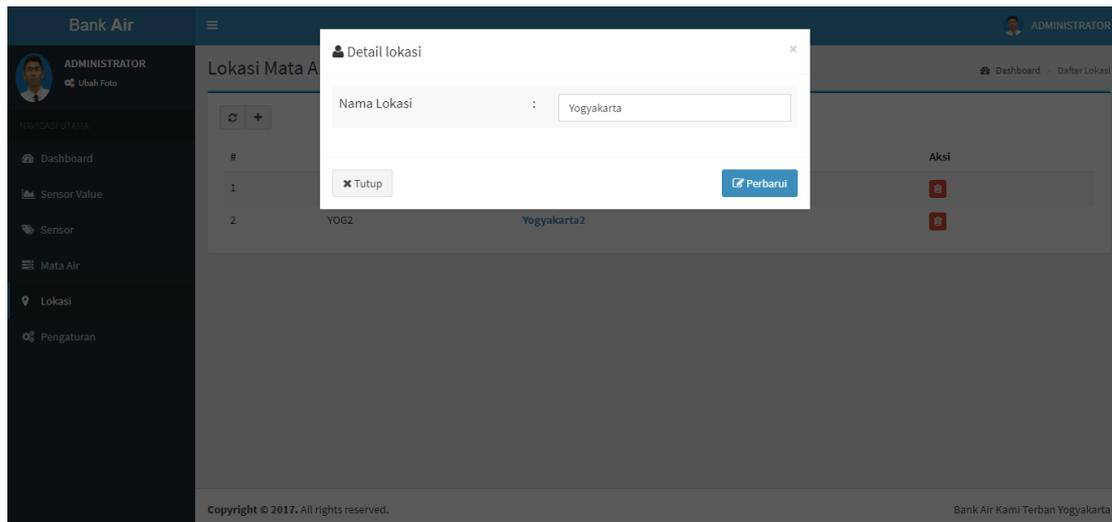 Bank Air
ADMINISTRATOR
ADMINISTRATOR
Ubah Foto
Lokasi Mata A
Dashboard > Daftar Lokasi
NAVIGASI UTAMA
Dashboard
Sensor Value
Sensor
Mata Air
Lokasi
Pengaturan
Detail lokasi
×
Nama Lokasi : Yogyakarta
Tutup
Perbarui
# Aksi
1
2 YOG2 Yogyakarta2
Copyright © 2017. All rights reserved. Bank Air Kami Terban Yogyakarta